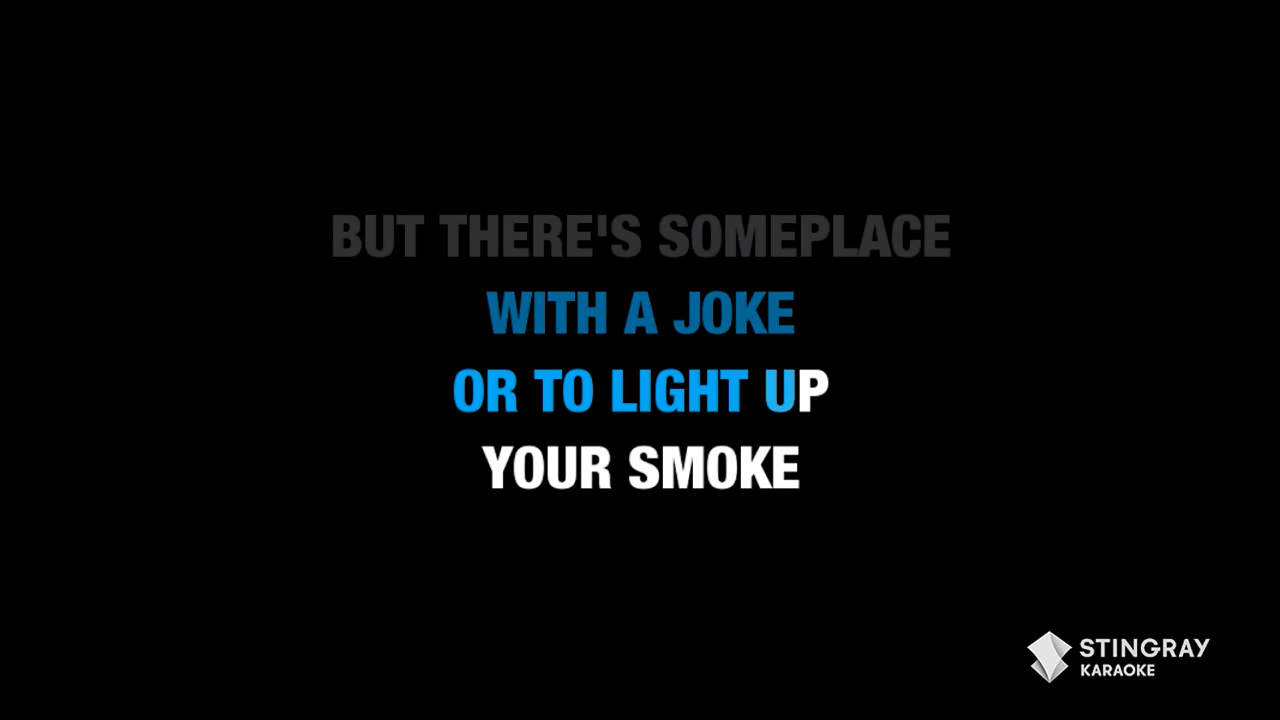 BUT THERE'S SOMEPLACE
WITH A JOKE
OR TO LIGHT UP
YOUR SMOKE
STINGRAY
KARAOKE